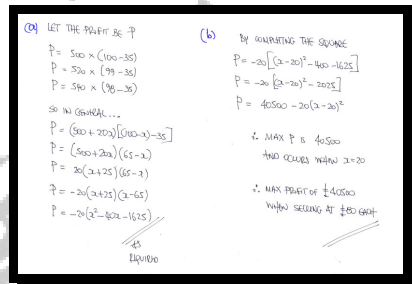 (a) LET THE PROFIT BE P
P = 500 × (100-35)
P = 520 × (99-35)
P = 540 × (98-35)
SO IN GENERAL...
P = (500 + 20x)[(100-x)-35]
P = (500 + 20x)(65-x)
P = 20(x+25)(65-x)
P = -20(x+25)(x-65)
P = -20(x²-40x-1625)
AS
REQUIRED
(b) BY COMPLETING THE SQUARE
P = -20[(x-20)²-400-1625]
P = -20[(x-20)²-2025]
P = 40500 - 20(x-20)²
∴ MAX P IS 40500
AND OCCURS WHEN x=20
∴ MAX PROFIT OF £40500
WHEN SELLING AT £80 EACH